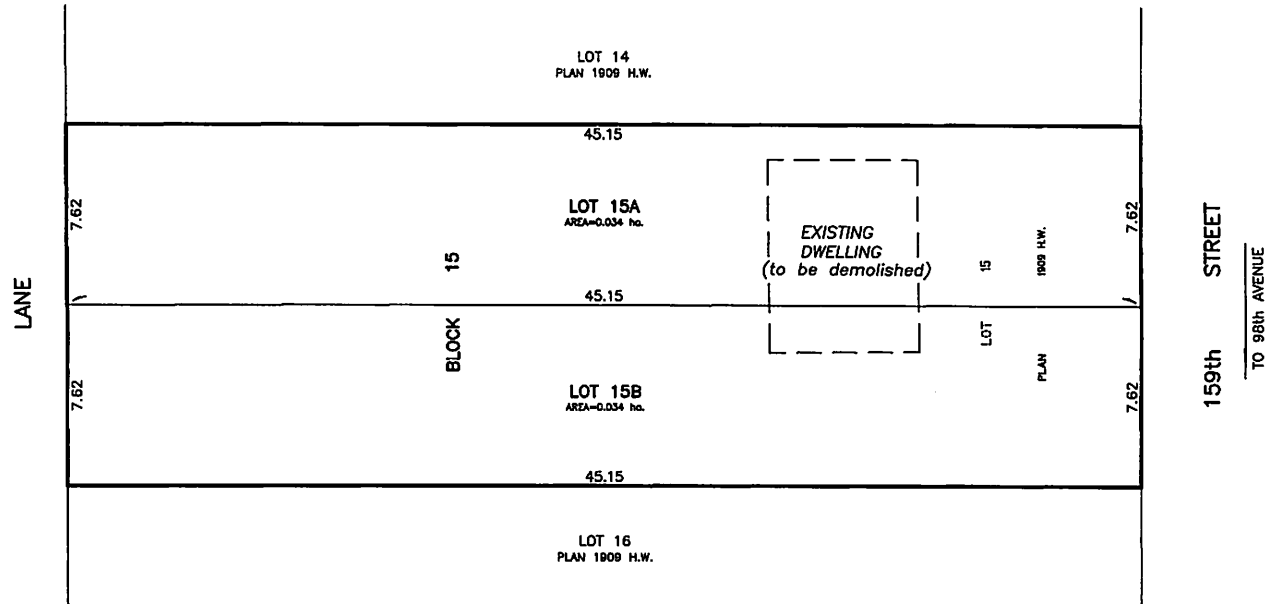 LOT 14
PLAN 1909 H.W.
45.15
7.62
7.62
LOT 15A
AREA=0.034 ha.
EXISTING
DWELLING
(to be demolished)
LANE
BLOCK 15
45.15
LOT 15
PLAN 1909 H.W.
159th STREET
TO 98th AVENUE
7.62
7.62
LOT 15B
AREA=0.034 ha.
45.15
LOT 16
PLAN 1909 H.W.